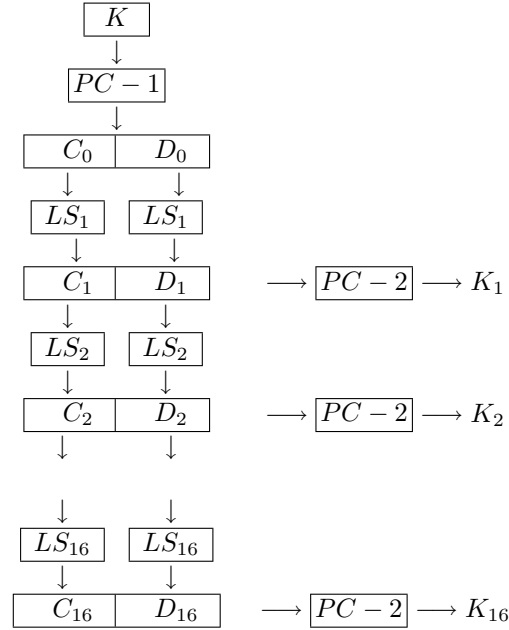 K
PC − 1
C₀ D₀
LS₁ LS₁
C₁ D₁ PC − 2 K₁
LS₂ LS₂
C₂ D₂ PC − 2 K₂
LS₁₆ LS₁₆
C₁₆ D₁₆ PC − 2 K₁₆